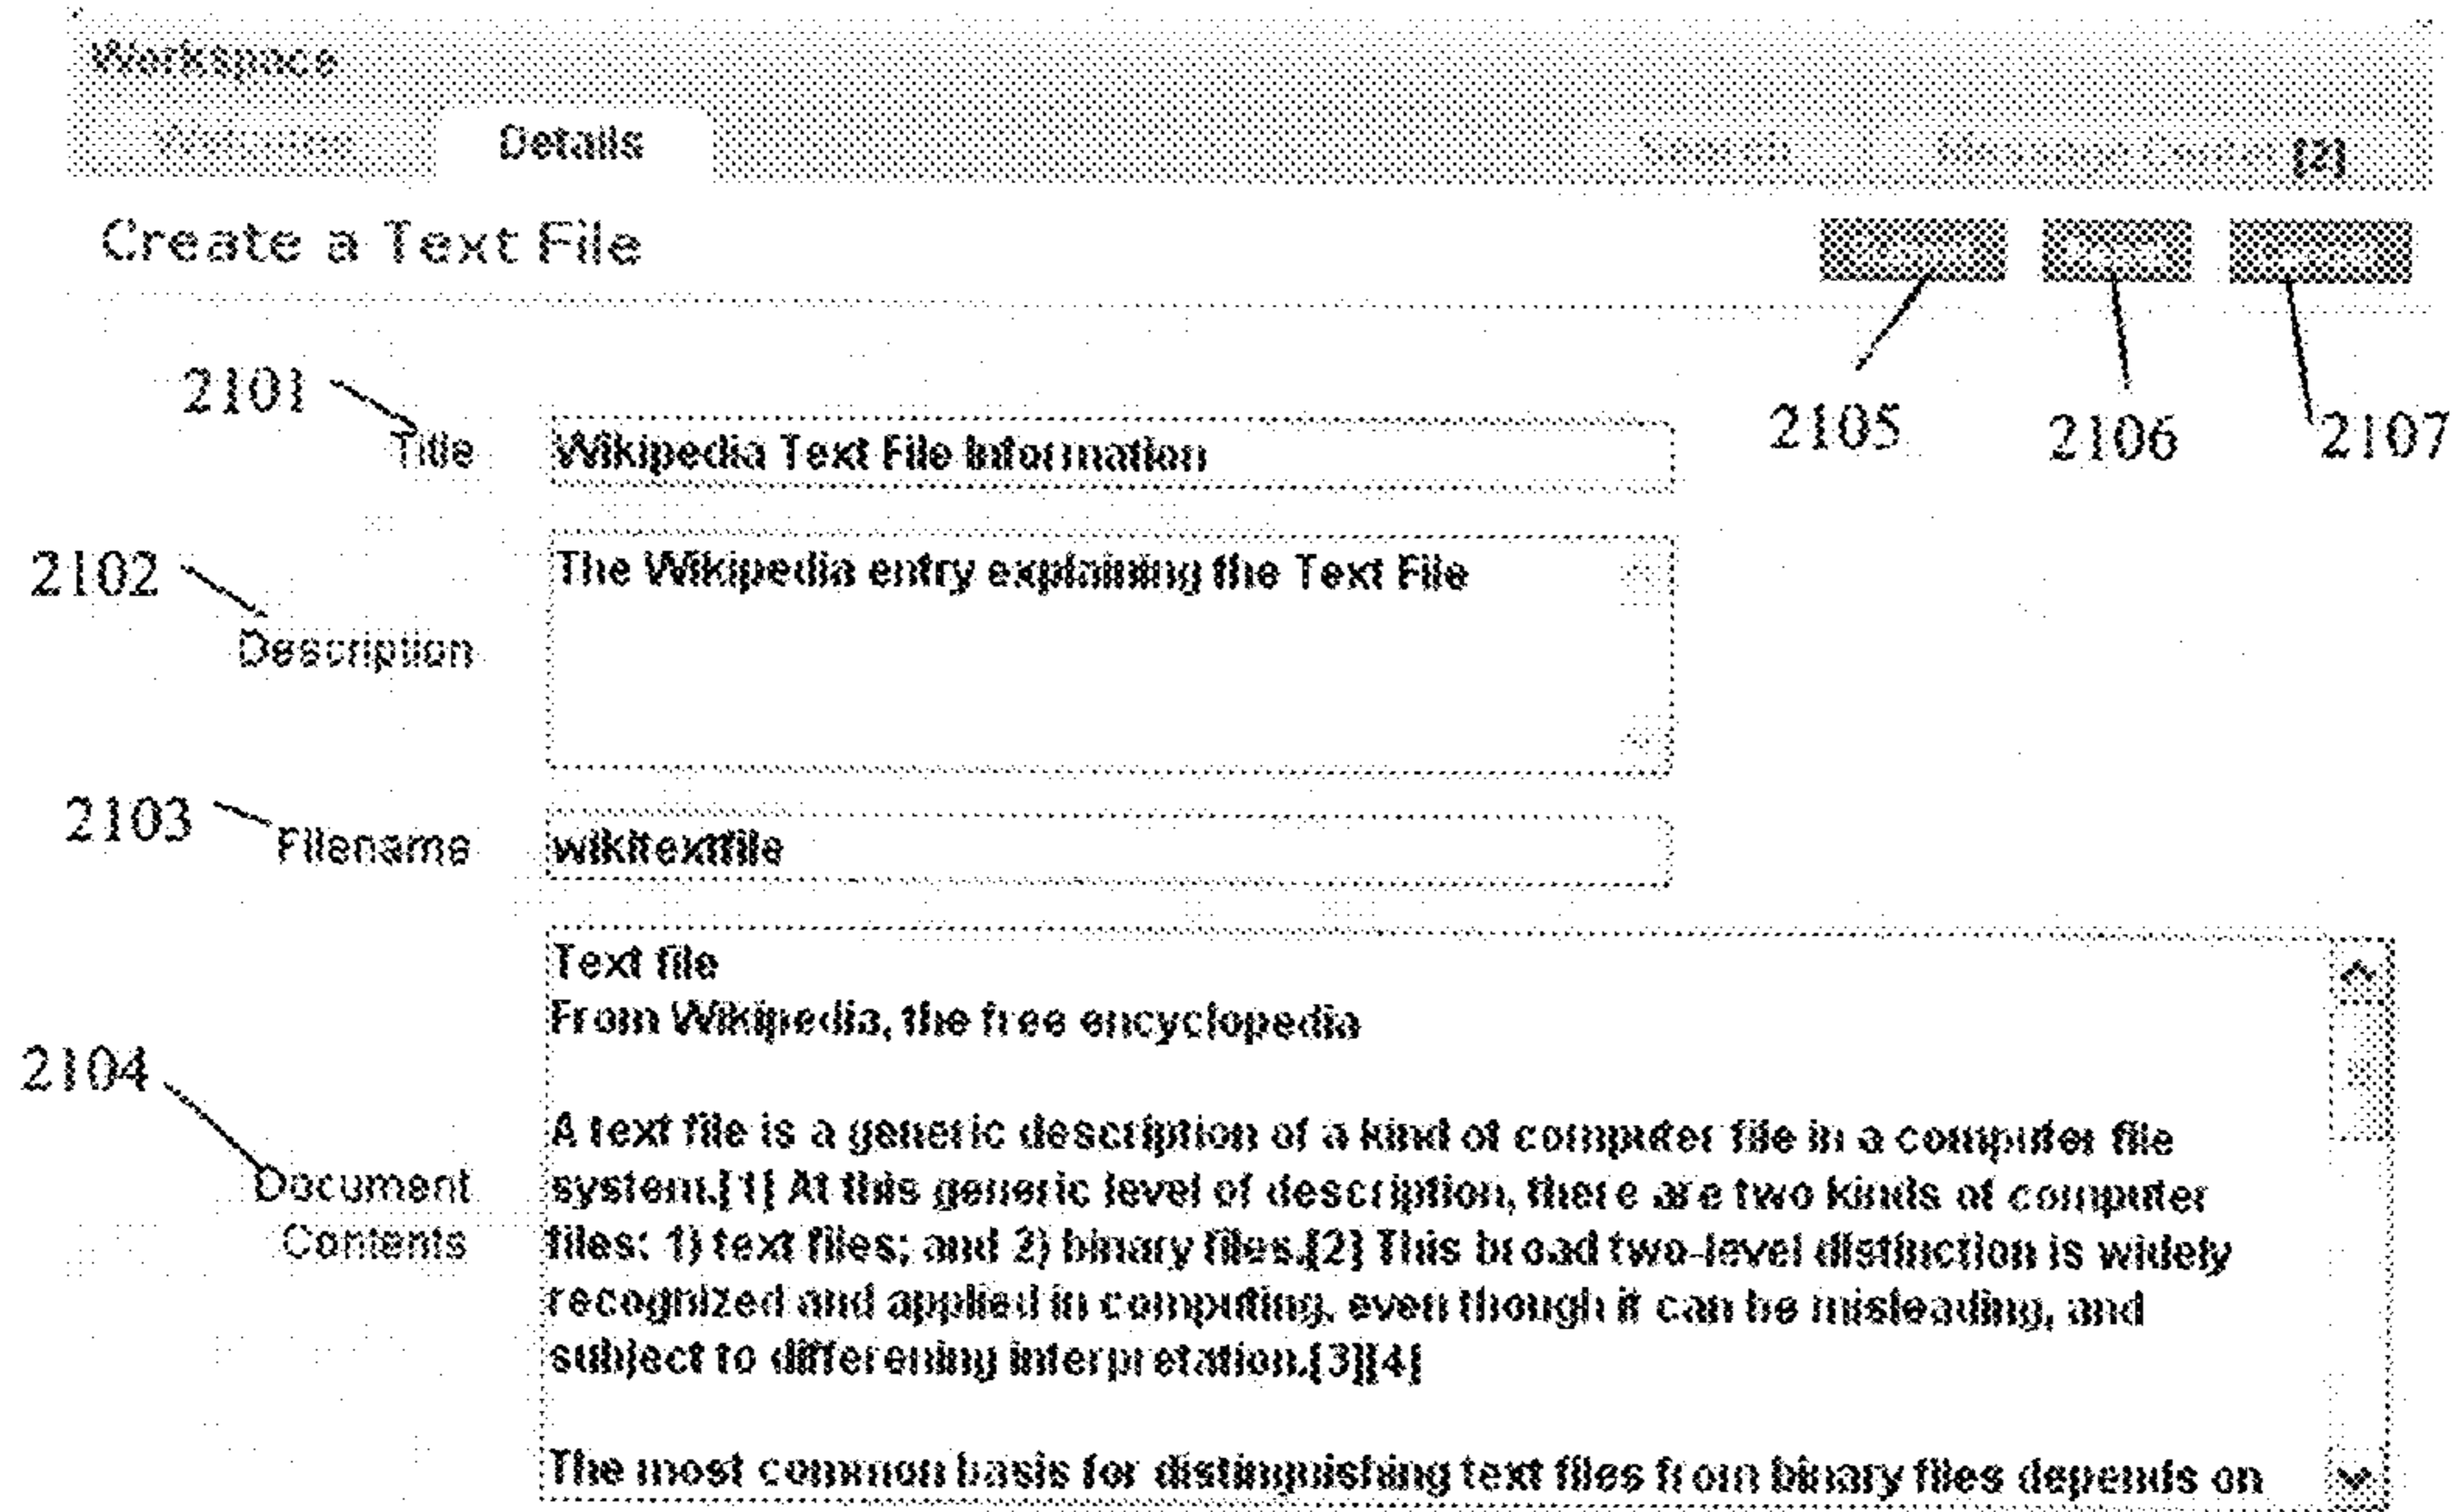 Workspace
Welcome Details Search Message Center [2]
Create a Text File
2101
2105 2106 2107
Title Wikipedia Text File Information
2102
The Wikipedia entry explaining the Text File
Description
2103
Filename wikitextfile
Text file
From Wikipedia, the free encyclopedia
2104
A text file is a generic description of a kind of computer file in a computer file
Document system.[1] At this generic level of description, there are two kinds of computer
Contents files: 1) text files; and 2) binary files.[2] This broad two-level distinction is widely
recognized and applied in computing, even though it can be misleading, and
subject to differening interpretation.[3][4]
The most common basis for distinguishing text files from binary files depends on